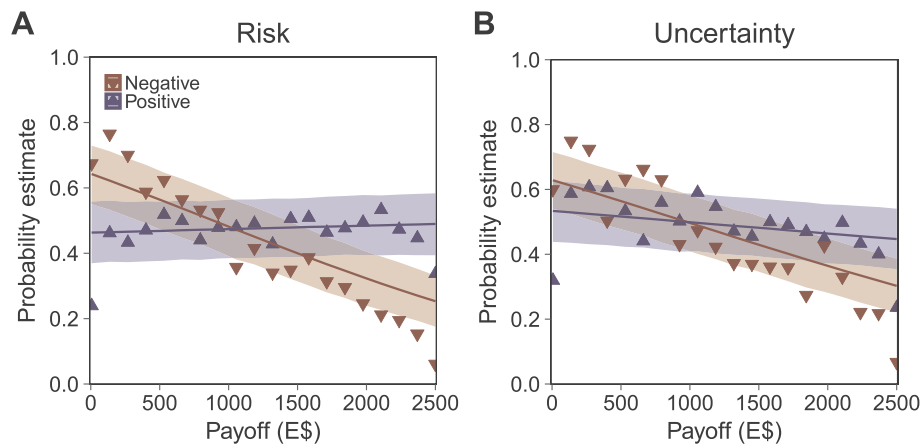 A
Risk
Probability estimate
1.0
0.8
0.6
0.4
0.2
0.0
Negative
Positive
0
500
1000
1500
2000
2500
Payoff (E$)
B
Uncertainty
Probability estimate
1.0
0.8
0.6
0.4
0.2
0.0
0
500
1000
1500
2000
2500
Payoff (E$)